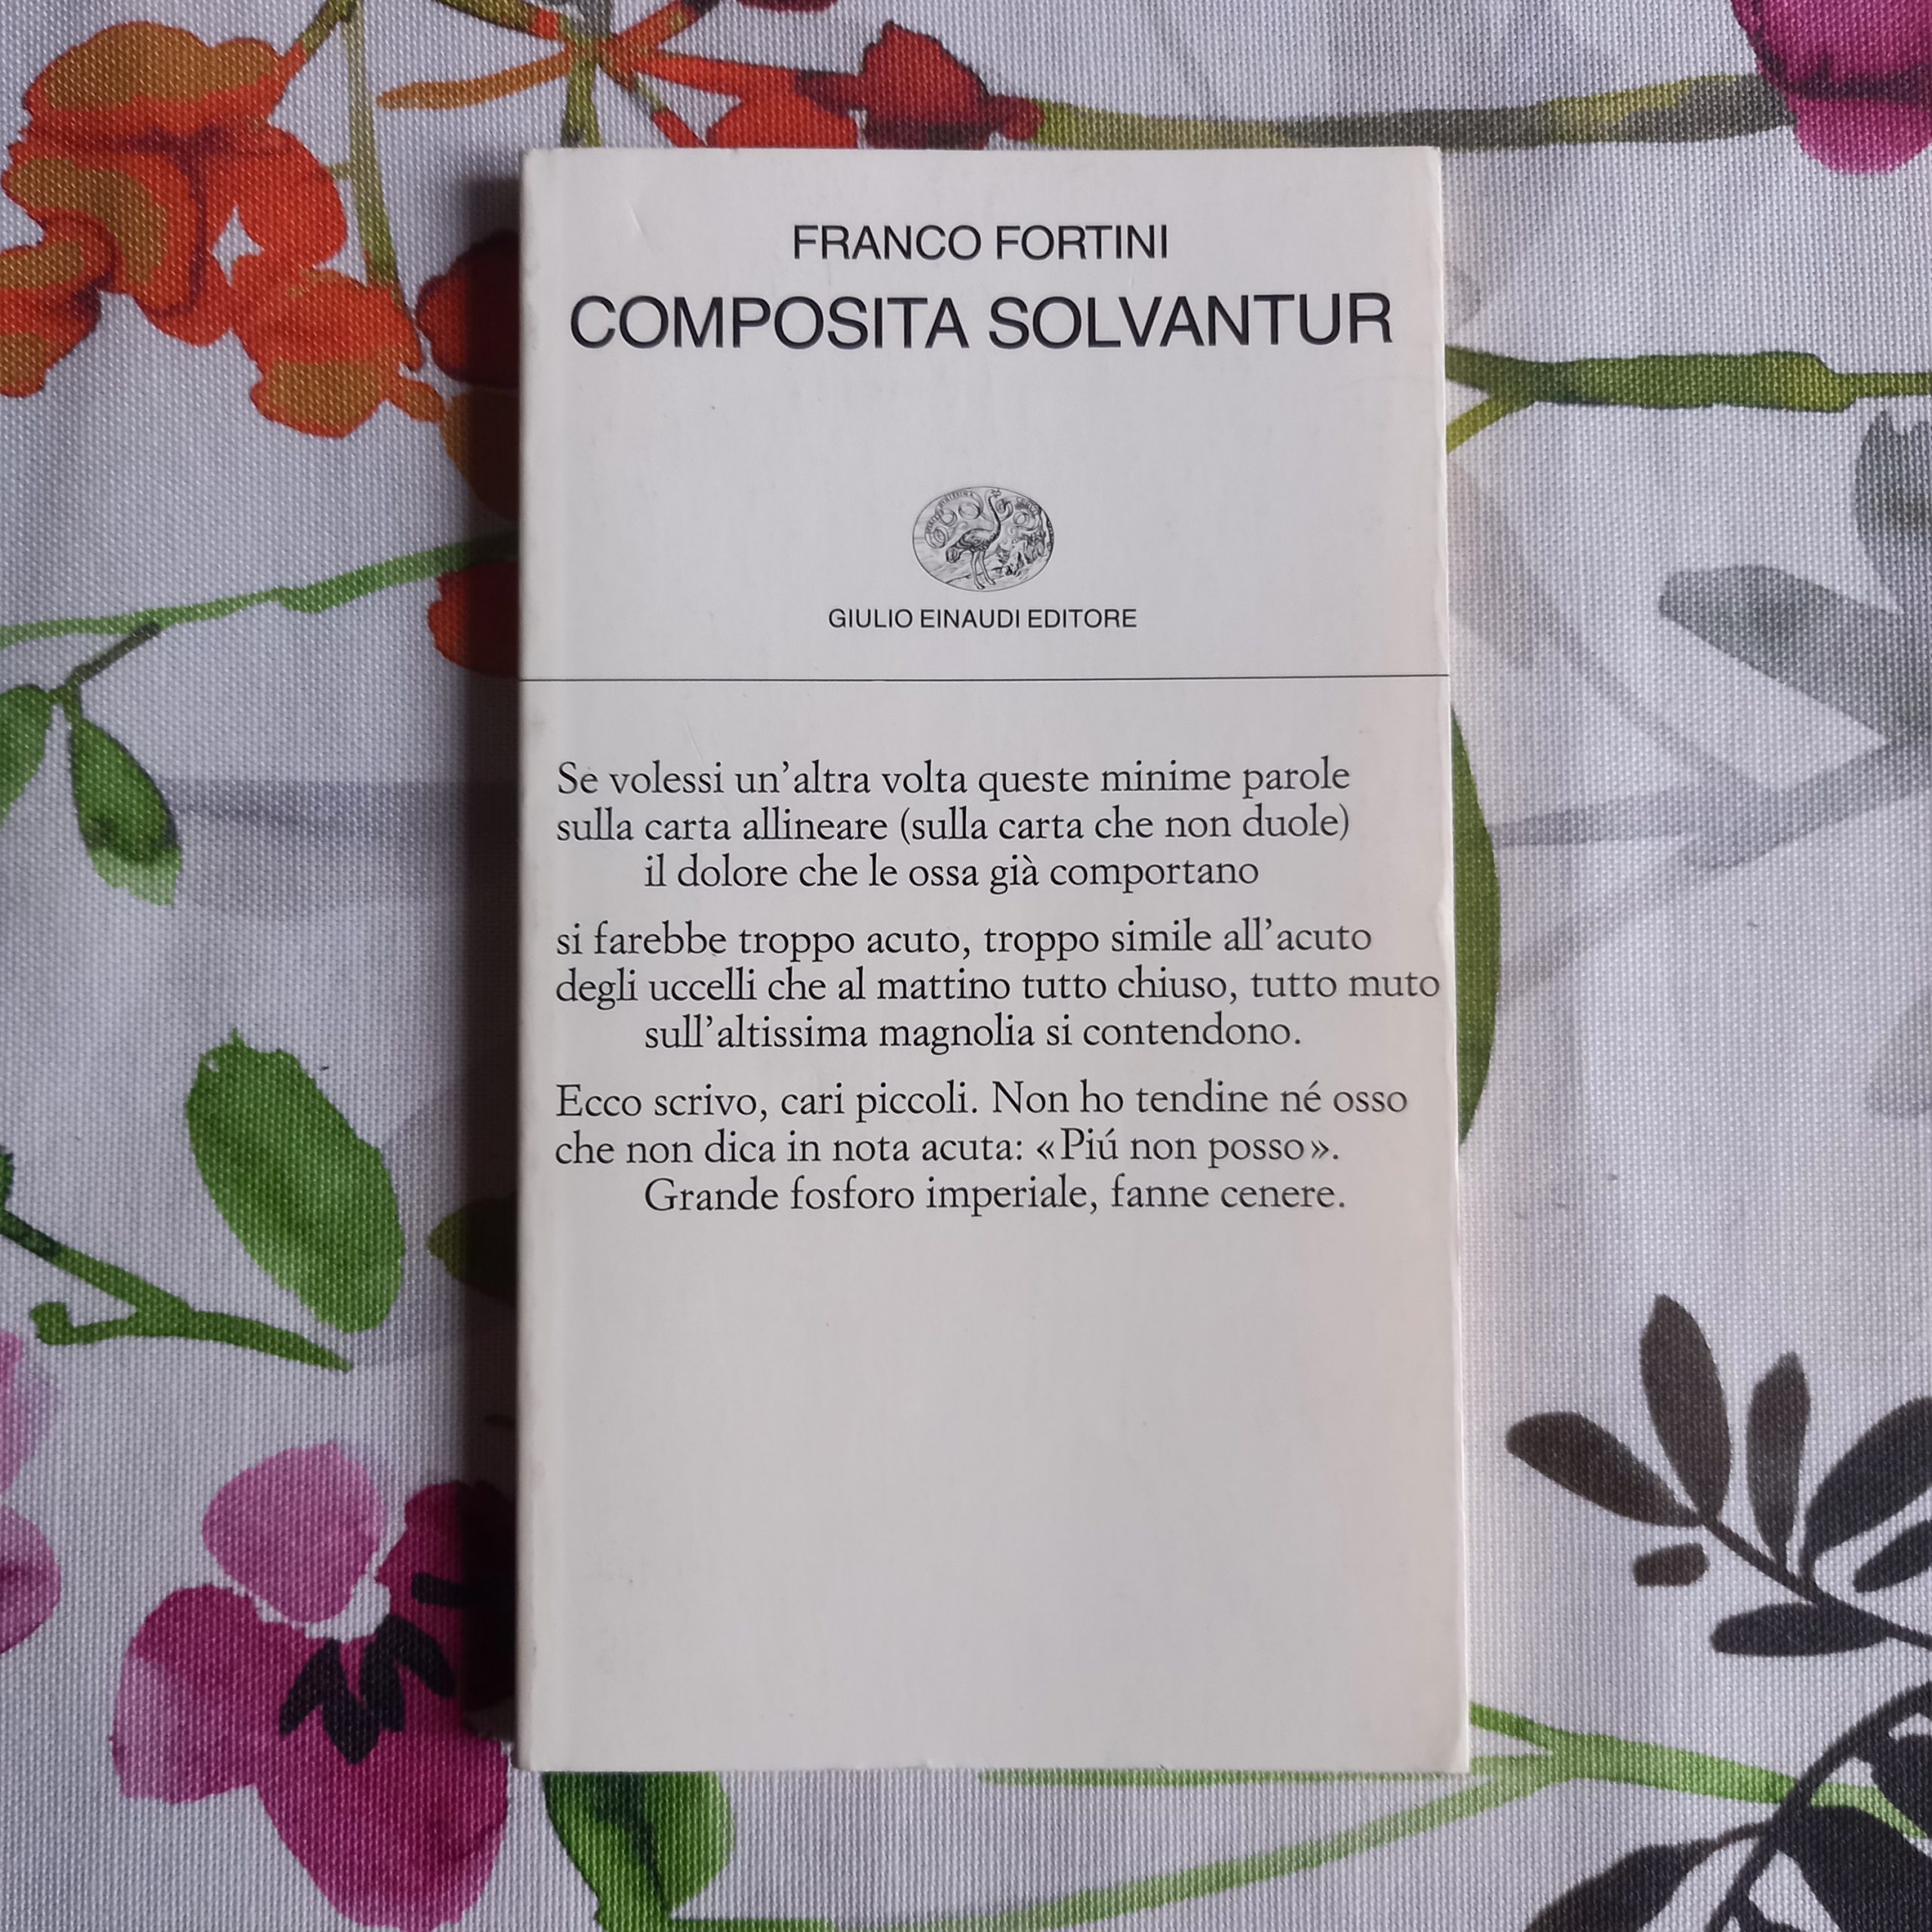 FRANCO FORTINI
COMPOSITA SOLVANTUR
GIULIO EINAUDI EDITORE
Se volessi un’altra volta queste minime parole
sulla carta allineare (sulla carta che non duole)
il dolore che le ossa già comportano
si farebbe troppo acuto, troppo simile all’acuto
degli uccelli che al mattino tutto chiuso, tutto muto
sull’altissima magnolia si contendono.
Ecco scrivo, cari piccoli. Non ho tendine né osso
che non dica in nota acuta: «Piú non posso».
Grande fosforo imperiale, fanne cenere.